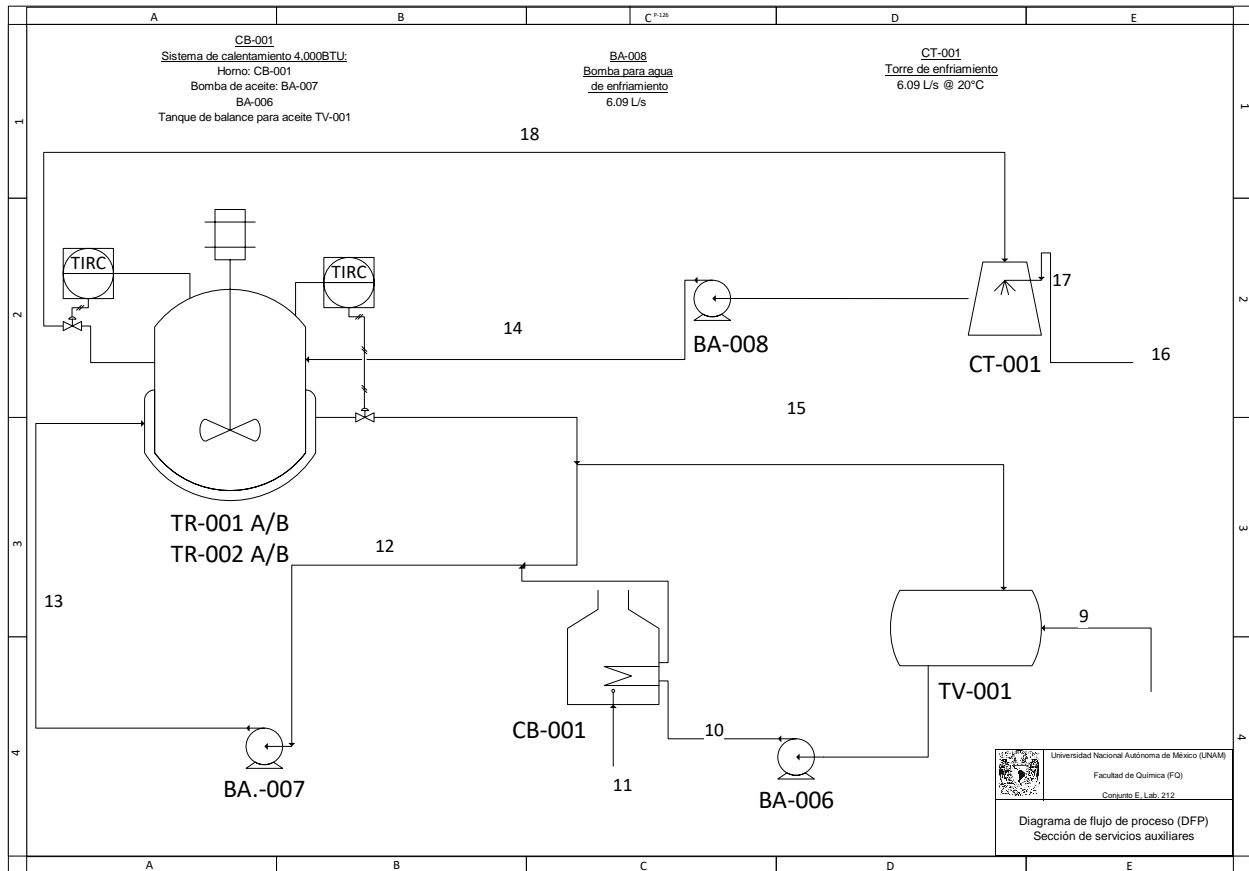 A
B
C P-126
D
E
CB-001
Sistema de calentamiento 4,000BTU:
Horno: CB-001
Bomba de aceite: BA-007
BA-006
Tanque de balance para aceite TV-001
BA-008
Bomba para agua
de enfriamiento
6.09 L/s
CT-001
Torre de enfriamiento
6.09 L/s @ 20°C
1
1
18
TIRC
TIRC
17
2
2
14
BA-008
CT-001
16
15
TR-001 A/B
TR-002 A/B
12
3
3
13
9
TV-001
CB-001
10
4
4
11
BA.-007
BA-006
Universidad Nacional Autónoma de México (UNAM)
Facultad de Química (FQ)
Conjunto E, Lab. 212
Diagrama de flujo de proceso (DFP)
Sección de servicios auxiliares
A
B
C
D
E